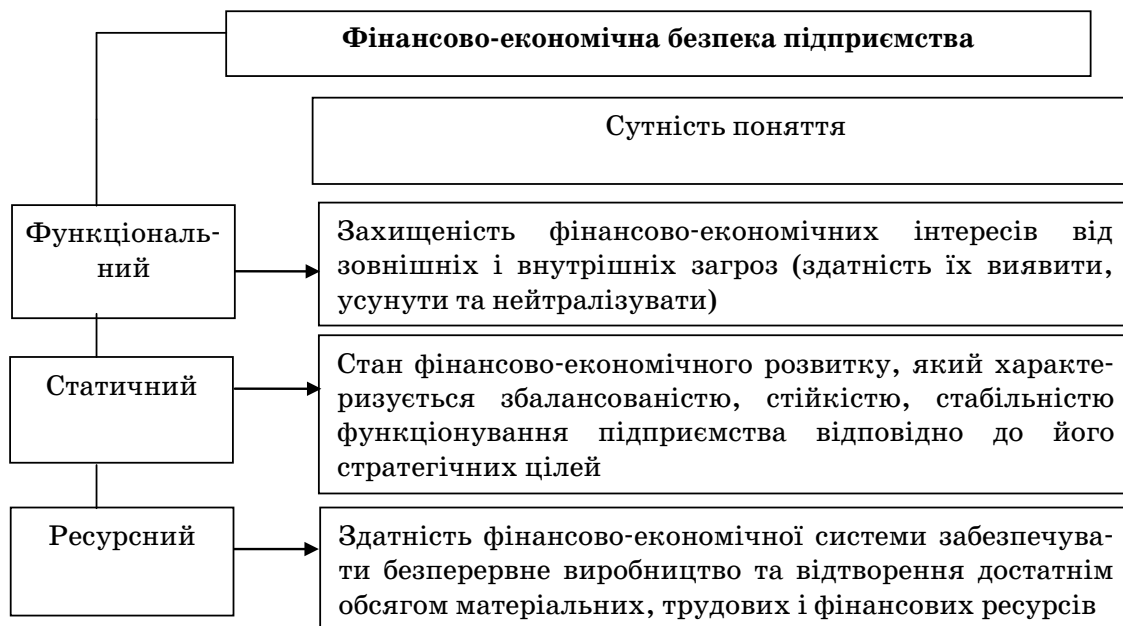 Фінансово-економічна безпека підприємства
Сутність поняття
Функціональ-
ний
Захищеність фінансово-економічних інтересів від
зовнішніх і внутрішніх загроз (здатність їх виявити,
усунути та нейтралізувати)
Статичний
Стан фінансово-економічного розвитку, який характе-
ризується збалансованістю, стійкістю, стабільністю
функціонування підприємства відповідно до його
стратегічних цілей
Ресурсний
Здатність фінансово-економічної системи забезпечува-
ти безперервне виробництво та відтворення достатнім
обсягом матеріальних, трудових і фінансових ресурсів